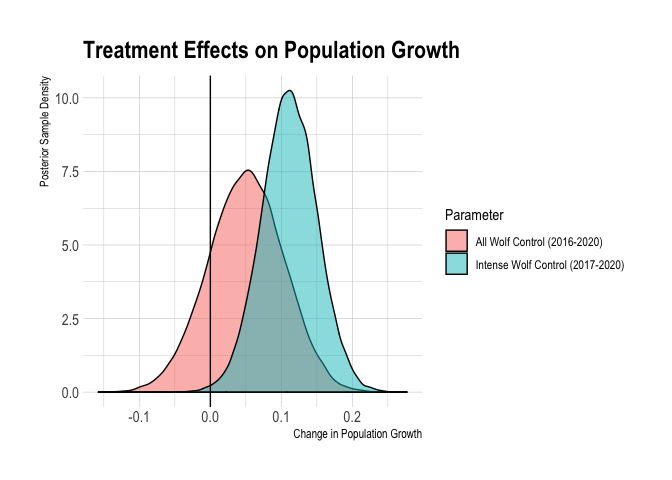 Treatment Effects on Population Growth
Posterior Sample Density
10.0
7.5
5.0
2.5
0.0
-0.1
0.0
0.1
0.2
Change in Population Growth
Parameter
All Wolf Control (2016-2020)
Intense Wolf Control (2017-2020)